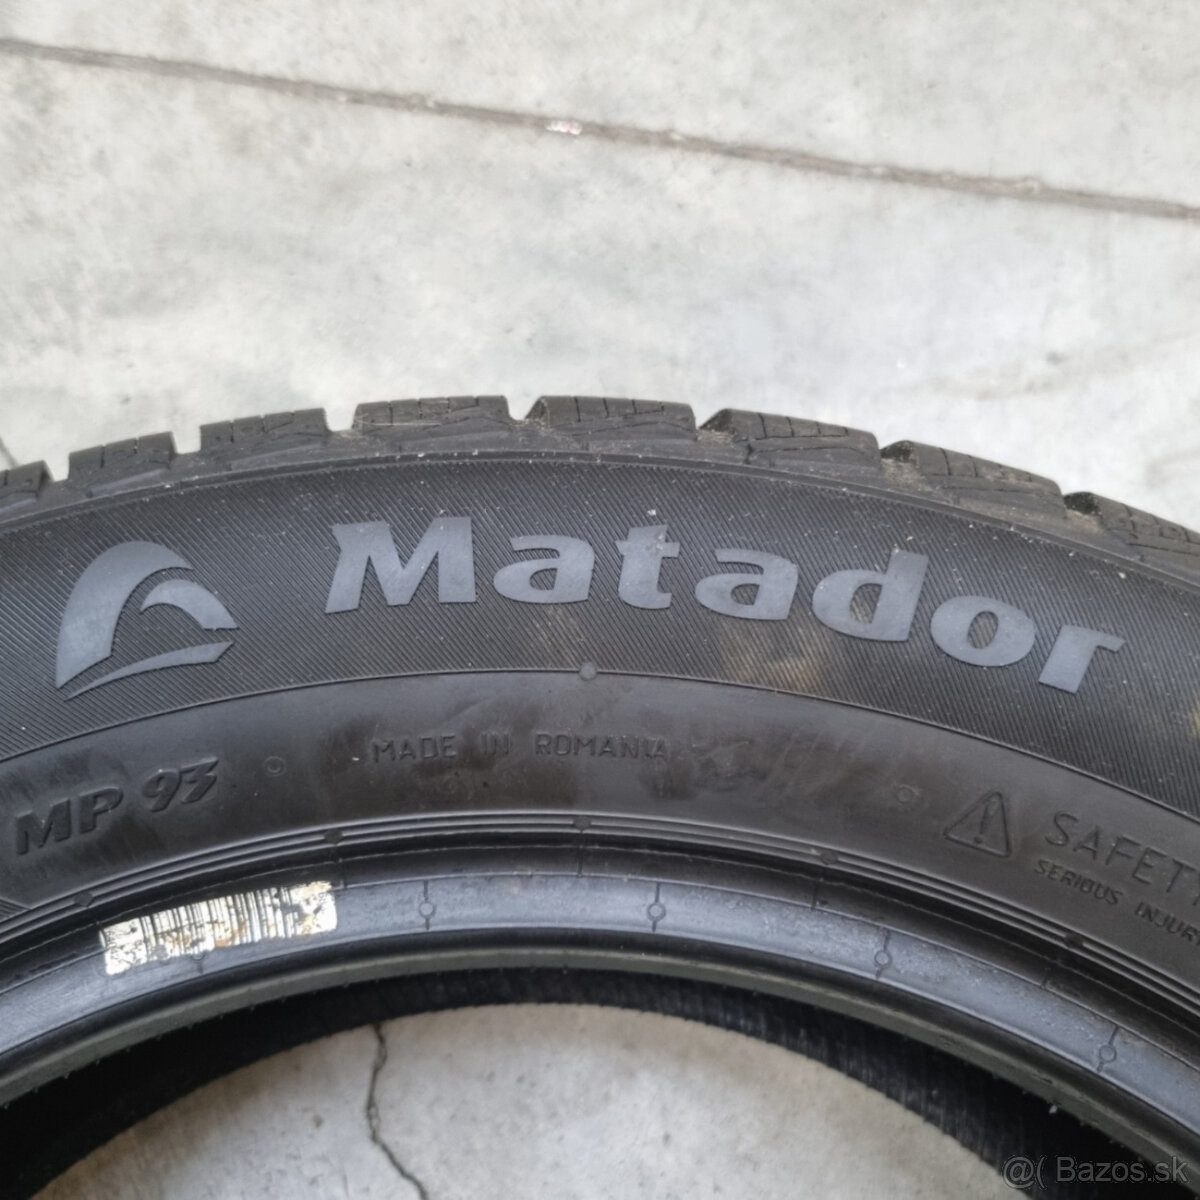 Matador
MADE IN ROMANIA
MP 93
SAFET
SERIOUS INJUR
@( Bazos.sk